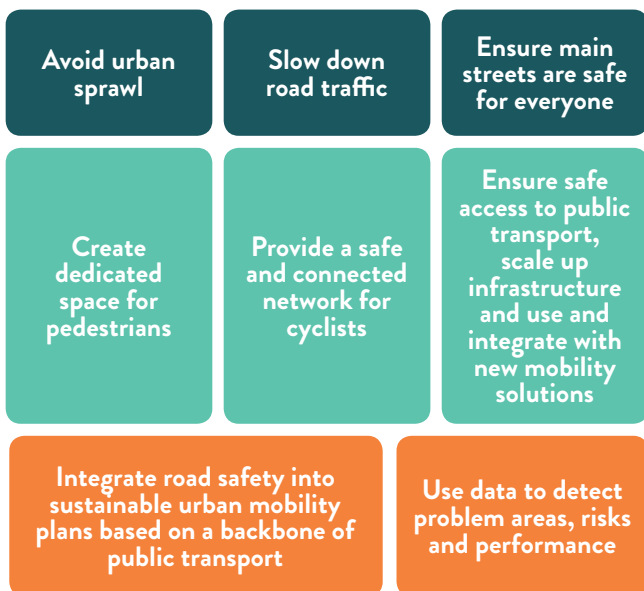 Avoid urban
sprawl
Slow down
road traffic
Ensure main
streets are safe
for everyone
Create
dedicated
space for
pedestrians
Provide a safe
and connected
network for
cyclists
Ensure safe
access to public
transport,
scale up
infrastructure
and use and
integrate with
new mobility
solutions
Integrate road safety into
sustainable urban mobility
plans based on a backbone of
public transport
Use data to detect
problem areas, risks
and performance